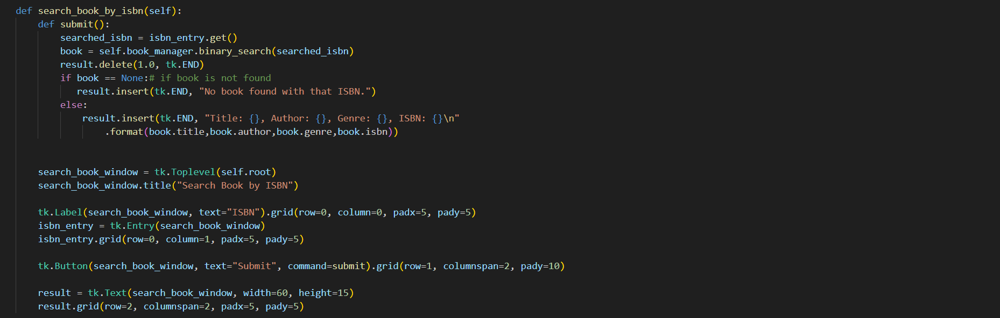 def search_book_by_isbn(self):
    def submit():
        searched_isbn = isbn_entry.get()
        book = self.book_manager.binary_search(searched_isbn)
        result.delete(1.0, tk.END)
        if book == None:# if book is not found
           result.insert(tk.END, "No book found with that ISBN.")
        else:
            result.insert(tk.END, "Title: {}, Author: {}, Genre: {}, ISBN: {}\n"
                .format(book.title,book.author,book.genre,book.isbn))
    search_book_window = tk.Toplevel(self.root)
    search_book_window.title("Search Book by ISBN")
    tk.Label(search_book_window, text="ISBN").grid(row=0, column=0, padx=5, pady=5)
    isbn_entry = tk.Entry(search_book_window)
    isbn_entry.grid(row=0, column=1, padx=5, pady=5)
    tk.Button(search_book_window, text="Submit", command=submit).grid(row=1, columnspan=2, pady=10)
    result = tk.Text(search_book_window, width=60, height=15)
    result.grid(row=2, columnspan=2, padx=5, pady=5)